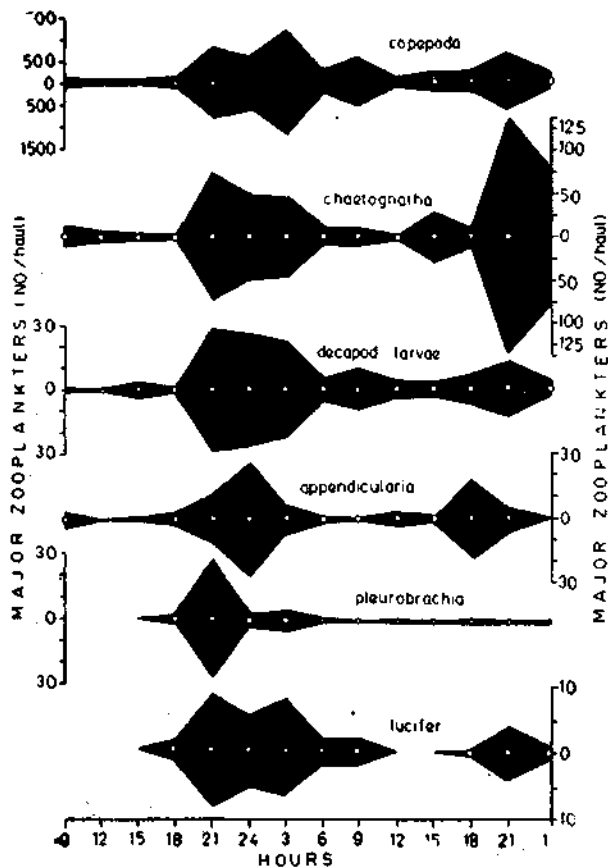 500
0
500
1500
copepoda
125
100
50
0
50
100
125
chaetognatha
30
0
30
decapod larvae
30
0
30
appendicularia
30
0
30
pleurobrachia
10
0
10
lucifer
12 15 18 21 24 3 6 9 12 15 18 21 1
HOURS
MAJOR ZOOPLANKTERS (NO/haul)
MAJOR ZOOPLANKTERS (NO/haul)